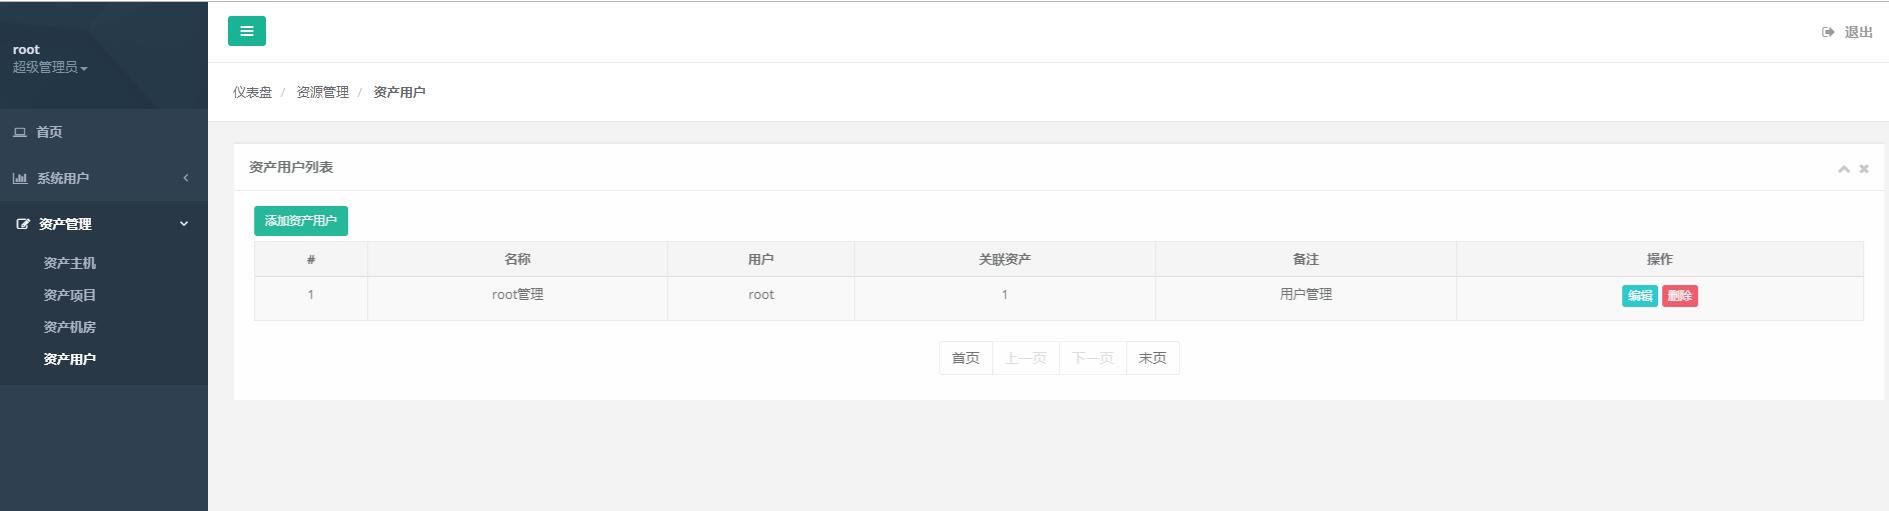 root
超级管理员
首页
系统用户
资产管理
资产主机
资产项目
资产机房
资产用户
退出
仪表盘 / 资源管理 / 资产用户
资产用户列表
添加资产用户
# 名称 用户 关联资产 备注 操作
1 root管理 root 1 用户管理 编辑 删除
首页 上一页 下一页 末页